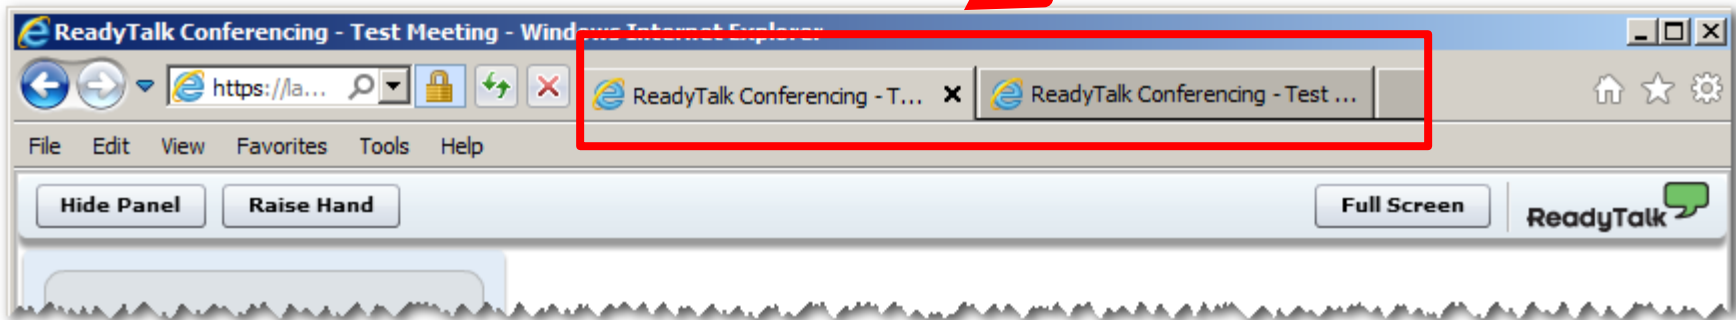 ReadyTalk Conferencing - Test Meeting - Windows Internet Explorer
https://la...
ReadyTalk Conferencing - T...
ReadyTalk Conferencing - Test ...
File Edit View Favorites Tools Help
Hide Panel Raise Hand Full Screen ReadyTalk